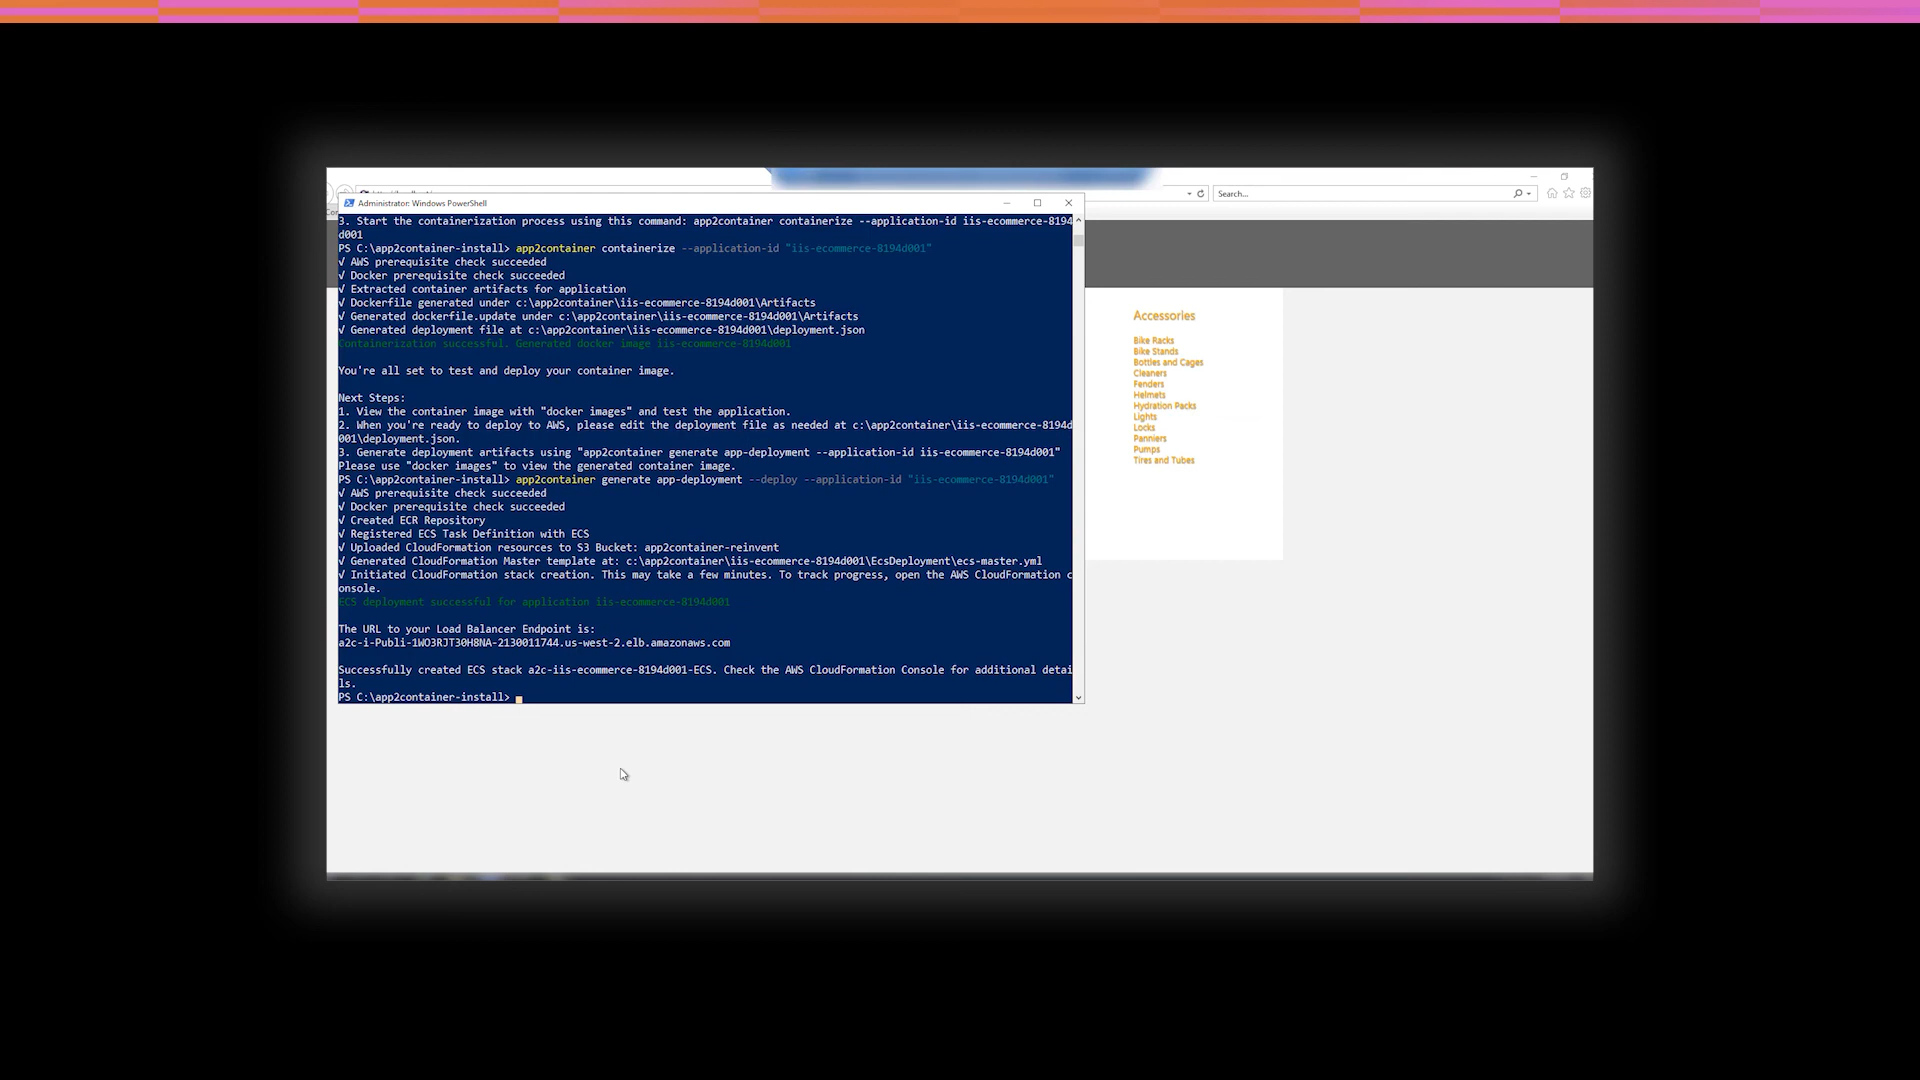 Search...
Administrator: Windows PowerShell
3. Start the containerization process using this command: app2container containerize --application-id iis-ecommerce-8194
d001
PS C:\app2container-install> app2container containerize --application-id "iis-ecommerce-8194d001"
√ AWS prerequisite check succeeded
√ Docker prerequisite check succeeded
√ Extracted container artifacts for application
√ Dockerfile generated under c:\app2container\iis-ecommerce-8194d001\Artifacts
√ Generated dockerfile.update under c:\app2container\iis-ecommerce-8194d001\Artifacts
√ Generated deployment file at c:\app2container\iis-ecommerce-8194d001\deployment.json
Containerization successful. Generated docker image iis-ecommerce-8194d001
You're all set to test and deploy your container image.
Next Steps:
1. View the container image with "docker images" and test the application.
2. When you're ready to deploy to AWS, please edit the deployment file as needed at c:\app2container\iis-ecommerce-8194d
001\deployment.json.
3. Generate deployment artifacts using "app2container generate app-deployment --application-id iis-ecommerce-8194d001"
Please use "docker images" to view the generated container image.
PS C:\app2container-install> app2container generate app-deployment --deploy --application-id "iis-ecommerce-8194d001"
√ AWS prerequisite check succeeded
√ Docker prerequisite check succeeded
√ Created ECR Repository
√ Registered ECS Task Definition with ECS
√ Uploaded CloudFormation resources to S3 Bucket: app2container-reinvent
√ Generated CloudFormation Master template at: c:\app2container\iis-ecommerce-8194d001\EcsDeployment\ecs-master.yml
√ Initiated CloudFormation stack creation. This may take a few minutes. To track progress, open the AWS CloudFormation c
onsole.
ECS deployment successful for application iis-ecommerce-8194d001
The URL to your Load Balancer Endpoint is:
a2c-i-Publi-1WO3RJT30H8NA-2130011744.us-west-2.elb.amazonaws.com
Successfully created ECS stack a2c-iis-ecommerce-8194d001-ECS. Check the AWS CloudFormation Console for additional detai
ls.
PS C:\app2container-install>
Accessories
Bike Racks
Bike Stands
Bottles and Cages
Cleaners
Fenders
Helmets
Hydration Packs
Lights
Locks
Panniers
Pumps
Tires and Tubes